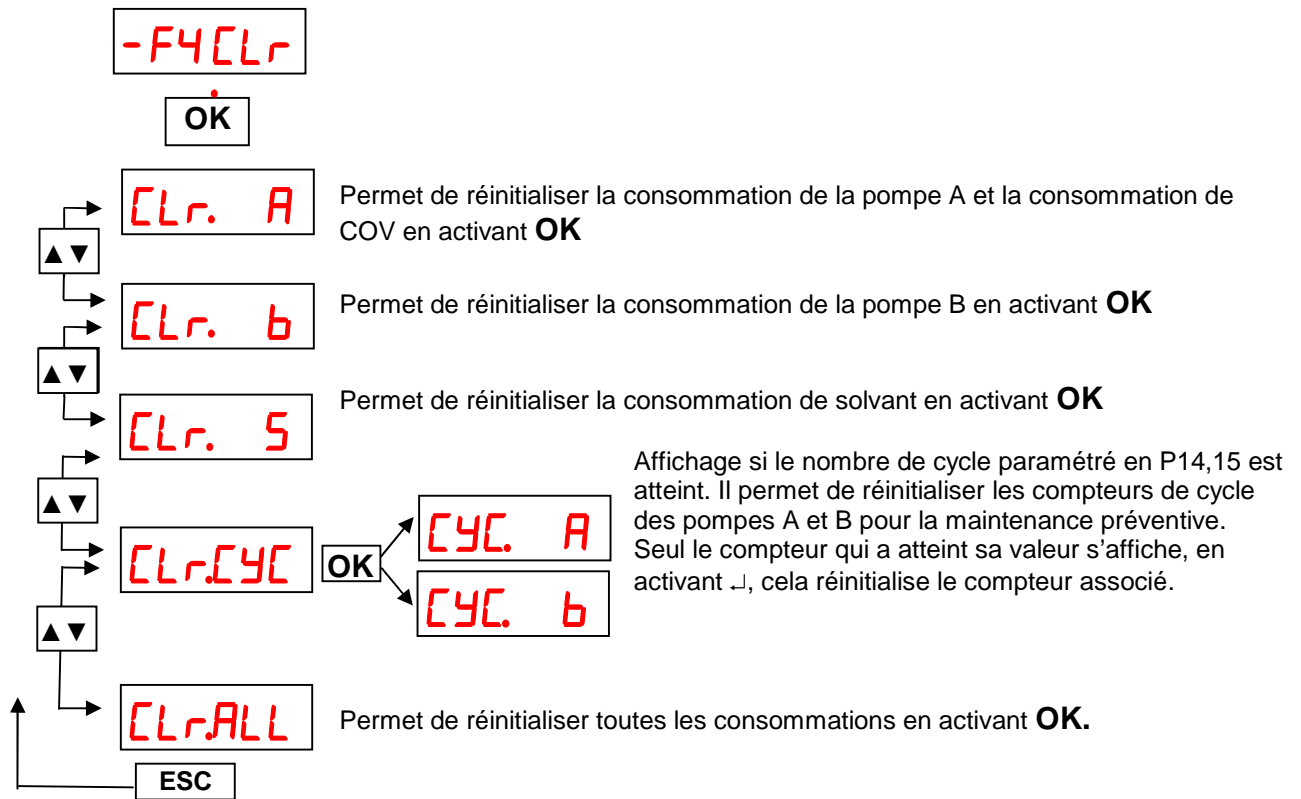 -F4CLr
OK
CLr. A
Permet de réinitialiser la consommation de la pompe A et la consommation de
COV en activant OK
▲▼
CLr. b
Permet de réinitialiser la consommation de la pompe B en activant OK
▲▼
CLr. S
Permet de réinitialiser la consommation de solvant en activant OK
▲▼
CLr.CYC
OK
CYC. A
CYC. b
Affichage si le nombre de cycle paramétré en P14,15 est
atteint. Il permet de réinitialiser les compteurs de cycle
des pompes A et B pour la maintenance préventive.
Seul le compteur qui a atteint sa valeur s’affiche, en
activant ↵, cela réinitialise le compteur associé.
▲▼
CLr.ALL
Permet de réinitialiser toutes les consommations en activant OK.
ESC